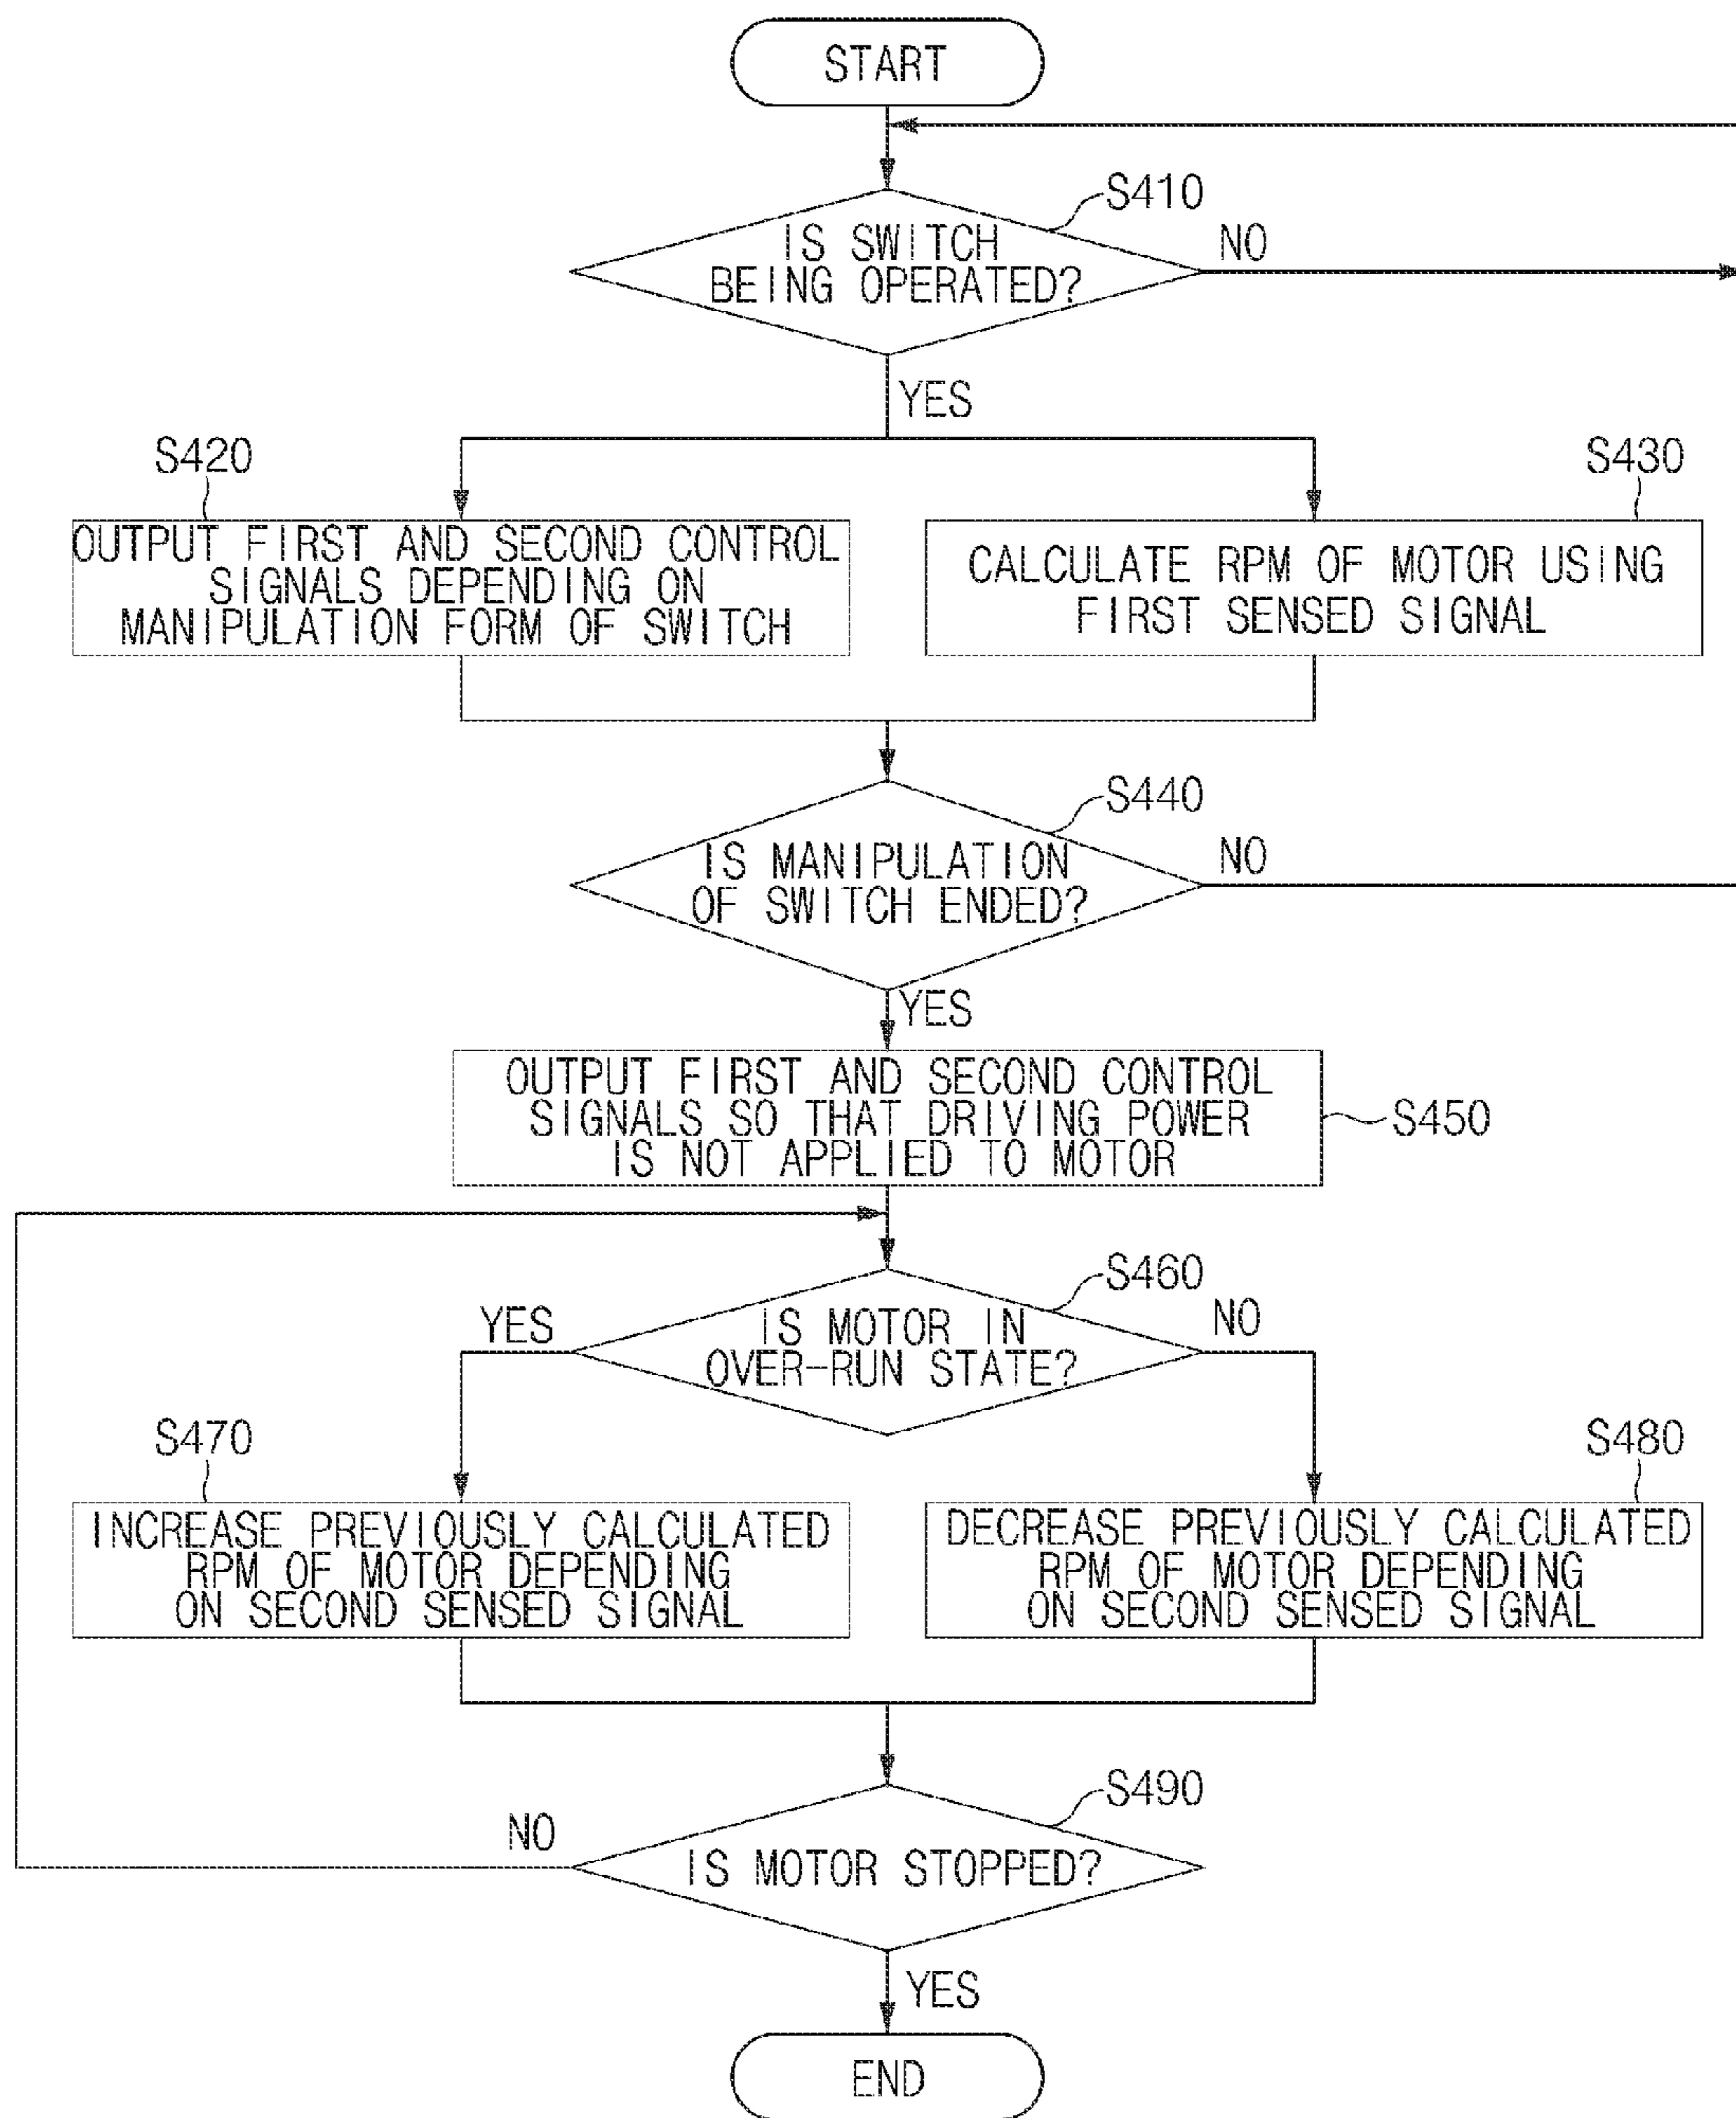 START
S410
IS SWITCH
BEING OPERATED?
NO
YES
S420
S430
OUTPUT FIRST AND SECOND CONTROL
SIGNALS DEPENDING ON
MANIPULATION FORM OF SWITCH
CALCULATE RPM OF MOTOR USING
FIRST SENSED SIGNAL
S440
IS MANIPULATION
OF SWITCH ENDED?
NO
YES
OUTPUT FIRST AND SECOND CONTROL
SIGNALS SO THAT DRIVING POWER
IS NOT APPLIED TO MOTOR
S450
S460
YES
IS MOTOR IN
OVER-RUN STATE?
NO
S470
S480
INCREASE PREVIOUSLY CALCULATED
RPM OF MOTOR DEPENDING
ON SECOND SENSED SIGNAL
DECREASE PREVIOUSLY CALCULATED
RPM OF MOTOR DEPENDING
ON SECOND SENSED SIGNAL
S490
NO
IS MOTOR STOPPED?
YES
END